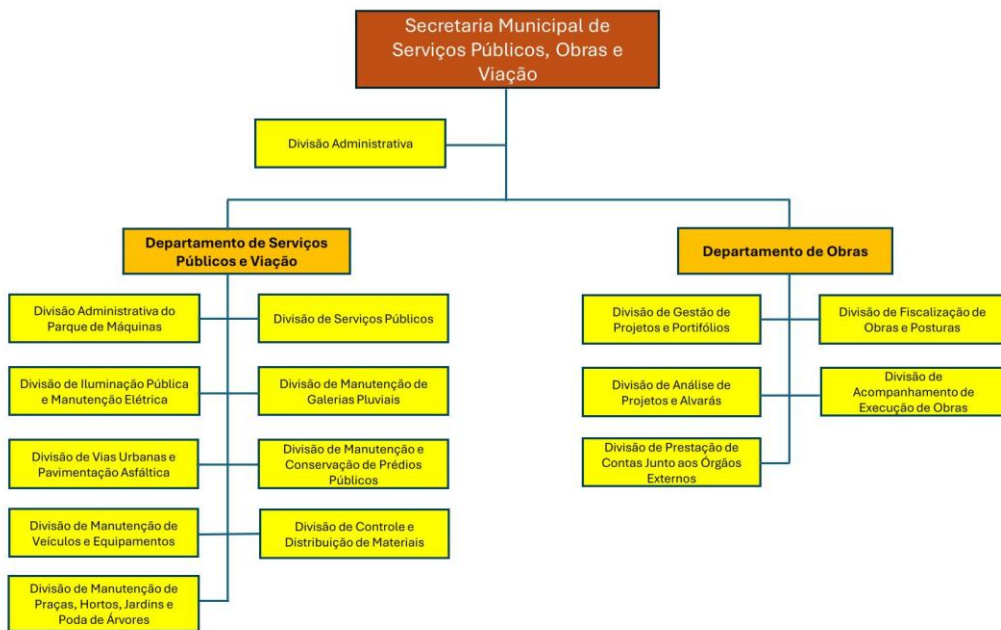 Secretaria Municipal de
Serviços Públicos, Obras e
Viação
Divisão Administrativa
Departamento de Serviços
Públicos e Viação
Departamento de Obras
Divisão Administrativa do
Parque de Máquinas
Divisão de Serviços Públicos
Divisão de Gestão de
Projetos e Portifólios
Divisão de Fiscalização de
Obras e Posturas
Divisão de Iluminação Pública
e Manutenção Elétrica
Divisão de Manutenção de
Galerias Pluviais
Divisão de Análise de
Projetos e Alvarás
Divisão de
Acompanhamento de
Execução de Obras
Divisão de Vias Urbanas e
Pavimentação Asfáltica
Divisão de Manutenção e
Conservação de Prédios
Públicos
Divisão de Prestação de
Contas Junto aos Órgãos
Externos
Divisão de Manutenção de
Veículos e Equipamentos
Divisão de Controle e
Distribuição de Materiais
Divisão de Manutenção de
Praças, Hortos, Jardins e
Poda de Árvores